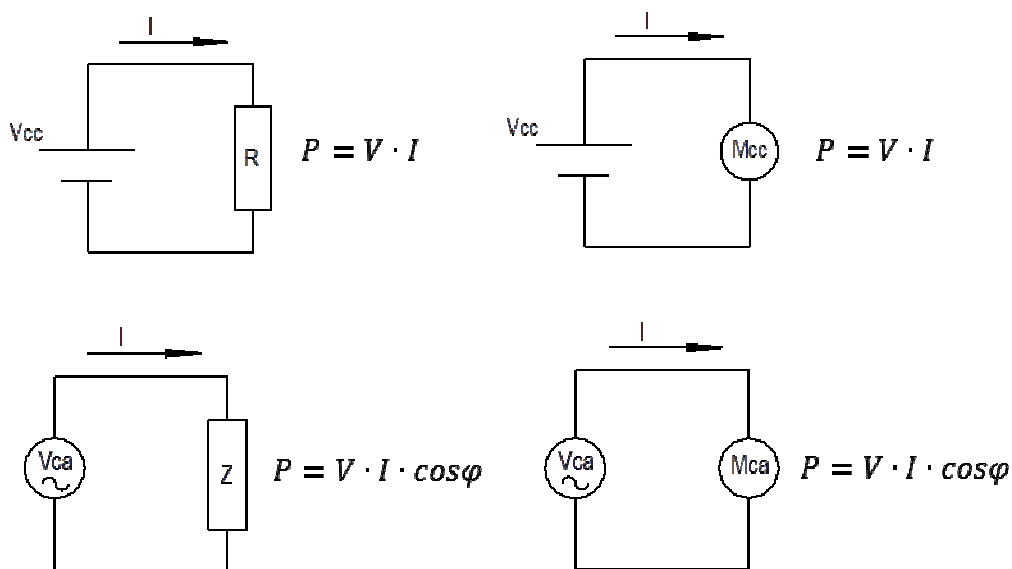 I
Vcc
R
P = V · I
I
Vcc
Mcc
P = V · I
I
Vca
Z
P = V · I · cosφ
I
Vca
Mca
P = V · I · cosφ